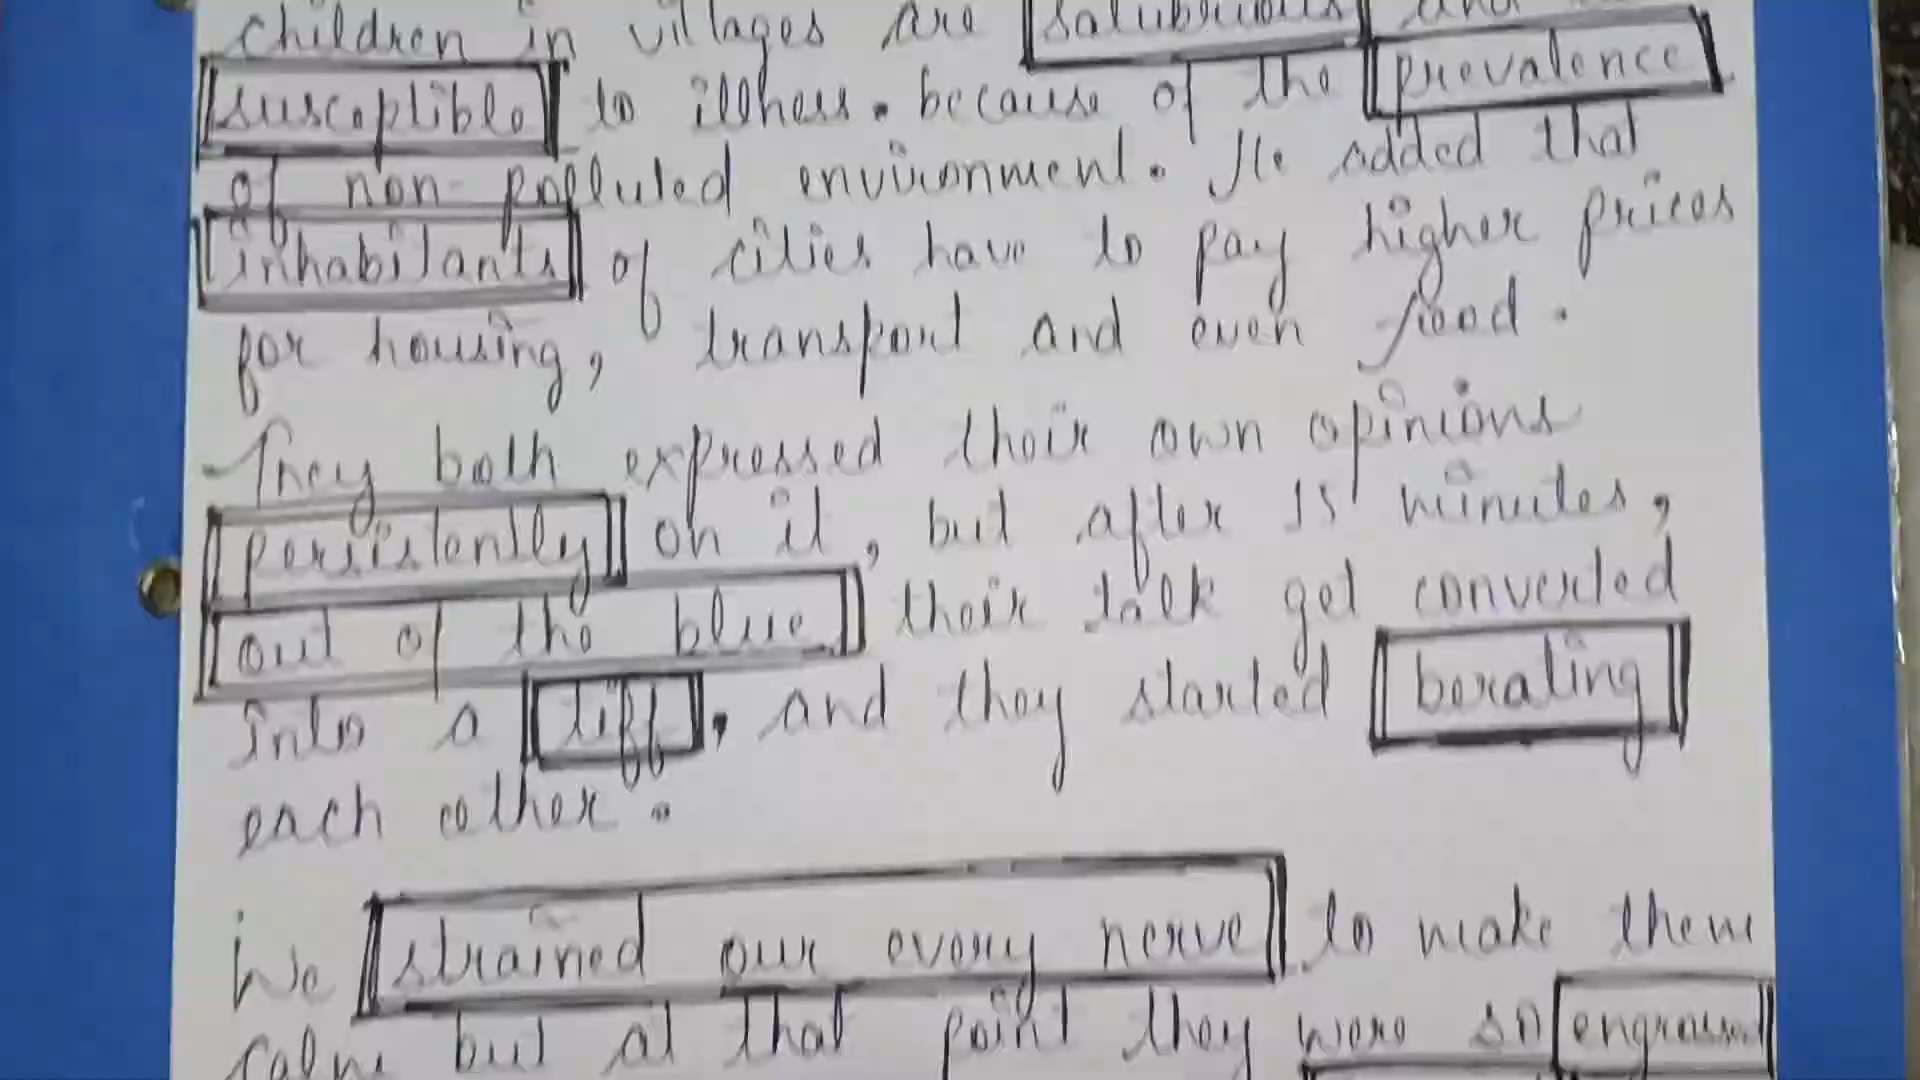 children in villages are salubrious and
susceptible to illness. because of the prevalence
of non-polluted environment. He added that
inhabitants of cities have to pay higher prices
for housing, transport and even food.
They both expressed their own opinions
persistently on it, but after 15 minutes,
out of the blue their talk get converted
into a tiff, and they started berating
each other.
We strained our every nerve to make them
calm but at that point they were so engrossed